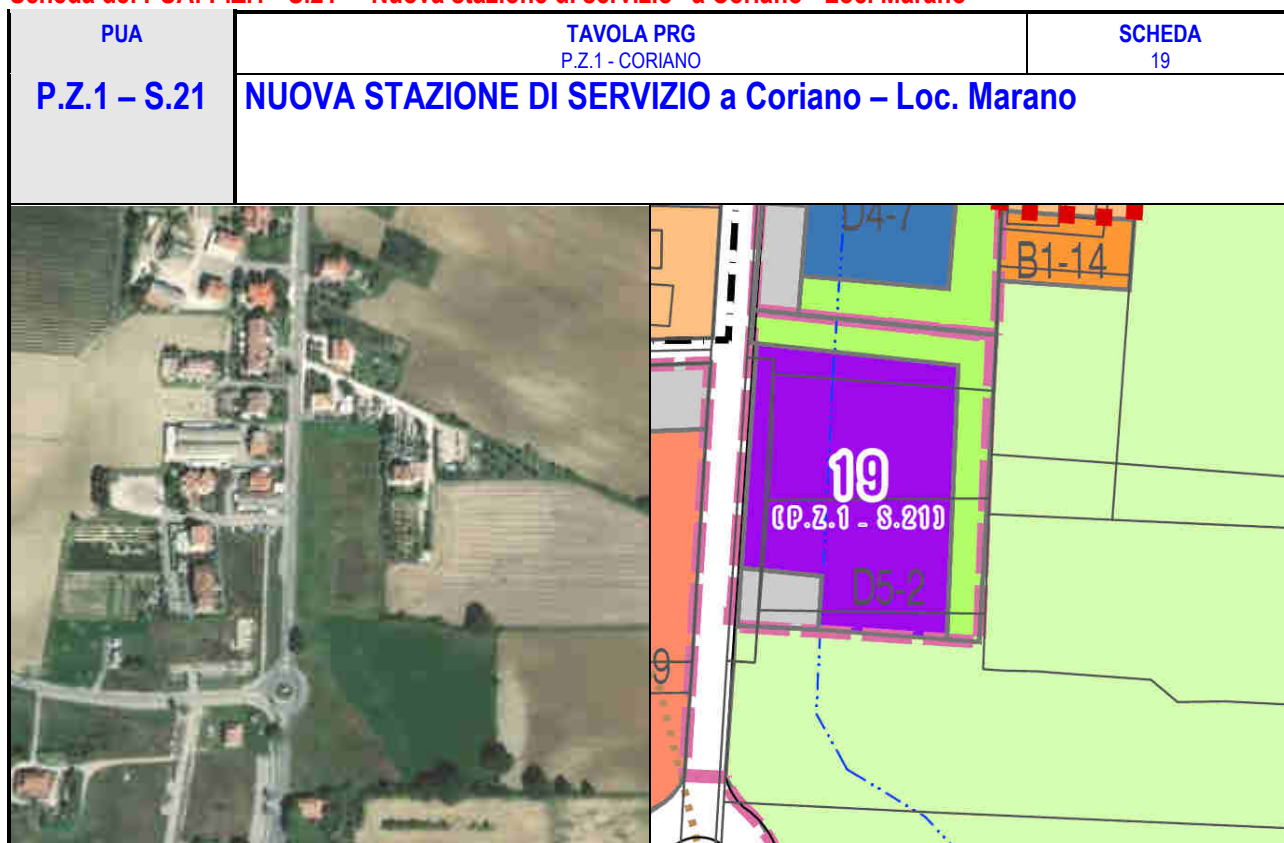 PUA
TAVOLA PRG
SCHEDA
P.Z.1 - CORIANO
19
P.Z.1 – S.21
NUOVA STAZIONE DI SERVIZIO a Coriano – Loc. Marano
D4-7
B1-14
19
(P.Z.1 - S.21)
D5-2
9